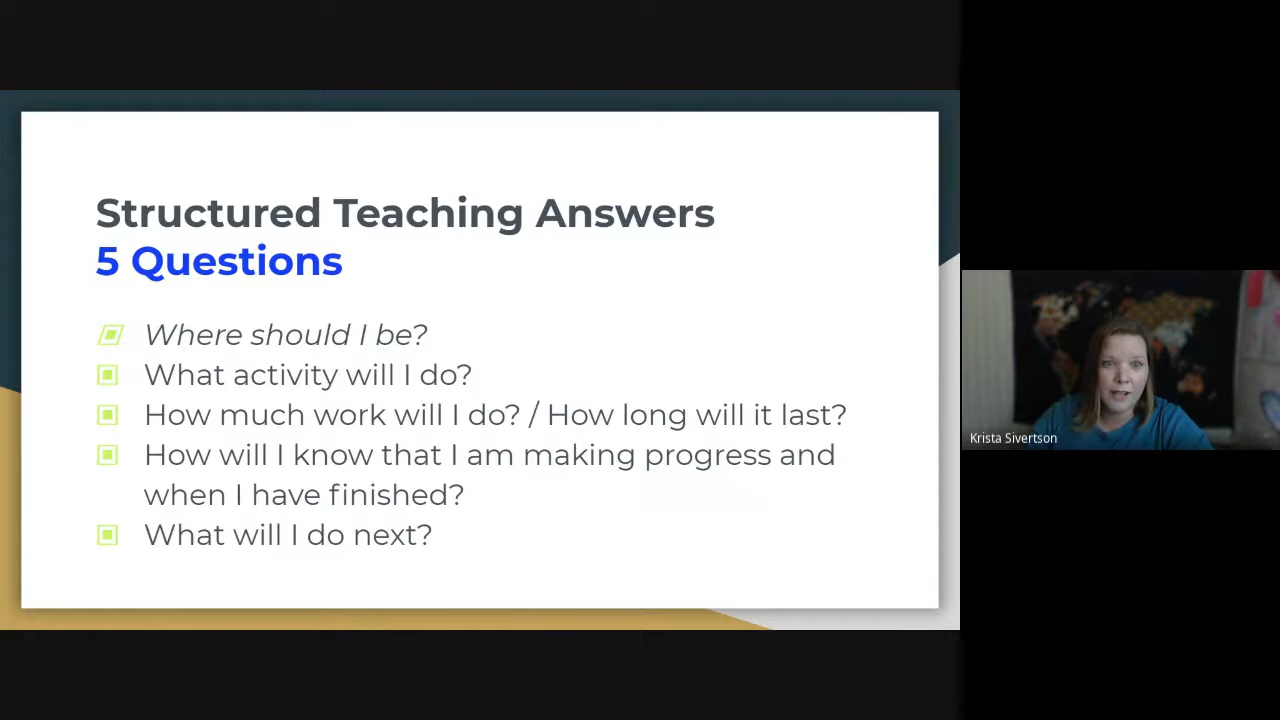 Structured Teaching Answers
5 Questions
Where should I be?
What activity will I do?
How much work will I do? / How long will it last?
How will I know that I am making progress and
when I have finished?
What will I do next?
Krista Sivertson